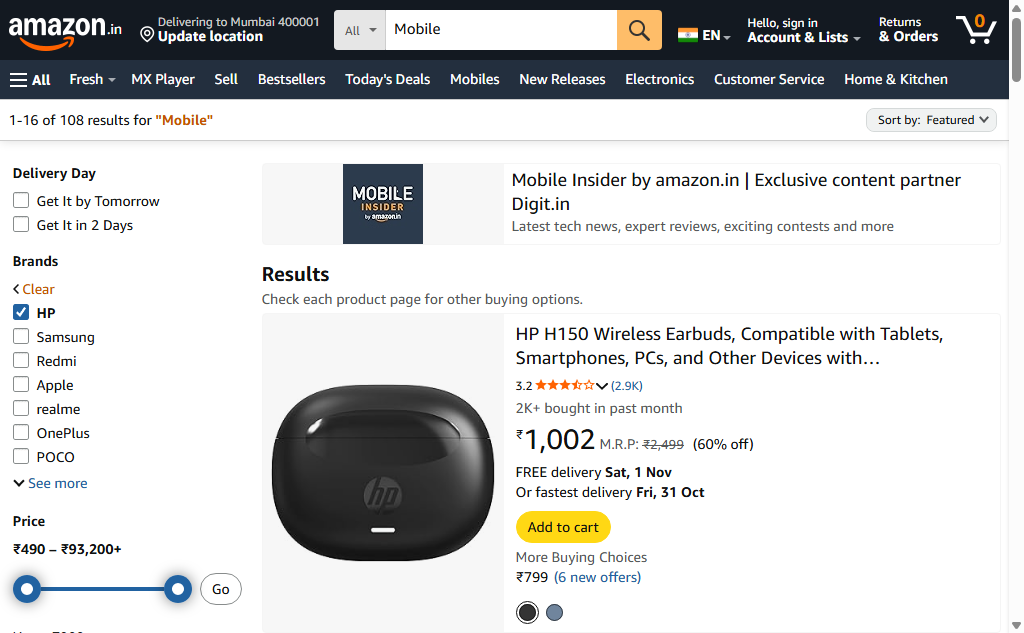 amazon.in
Delivering to Mumbai 400001
Update location
All
Mobile
EN
Hello, sign in
Account & Lists
Returns
& Orders
0
All
Fresh
MX Player
Sell
Bestsellers
Today's Deals
Mobiles
New Releases
Electronics
Customer Service
Home & Kitchen
1-16 of 108 results for "Mobile"
Sort by: Featured
Delivery Day
Get It by Tomorrow
Get It in 2 Days
Brands
Clear
HP
Samsung
Redmi
Apple
realme
OnePlus
POCO
See more
Price
₹490 – ₹93,200+
Go
MOBILE
INSIDER
by amazon.in
Mobile Insider by amazon.in | Exclusive content partner
Digit.in
Latest tech news, expert reviews, exciting contests and more
Results
Check each product page for other buying options.
hp
HP H150 Wireless Earbuds, Compatible with Tablets,
Smartphones, PCs, and Other Devices with…
3.2 (2.9K)
2K+ bought in past month
₹1,002 M.R.P: ₹2,499 (60% off)
FREE delivery Sat, 1 Nov
Or fastest delivery Fri, 31 Oct
Add to cart
More Buying Choices
₹799 (6 new offers)